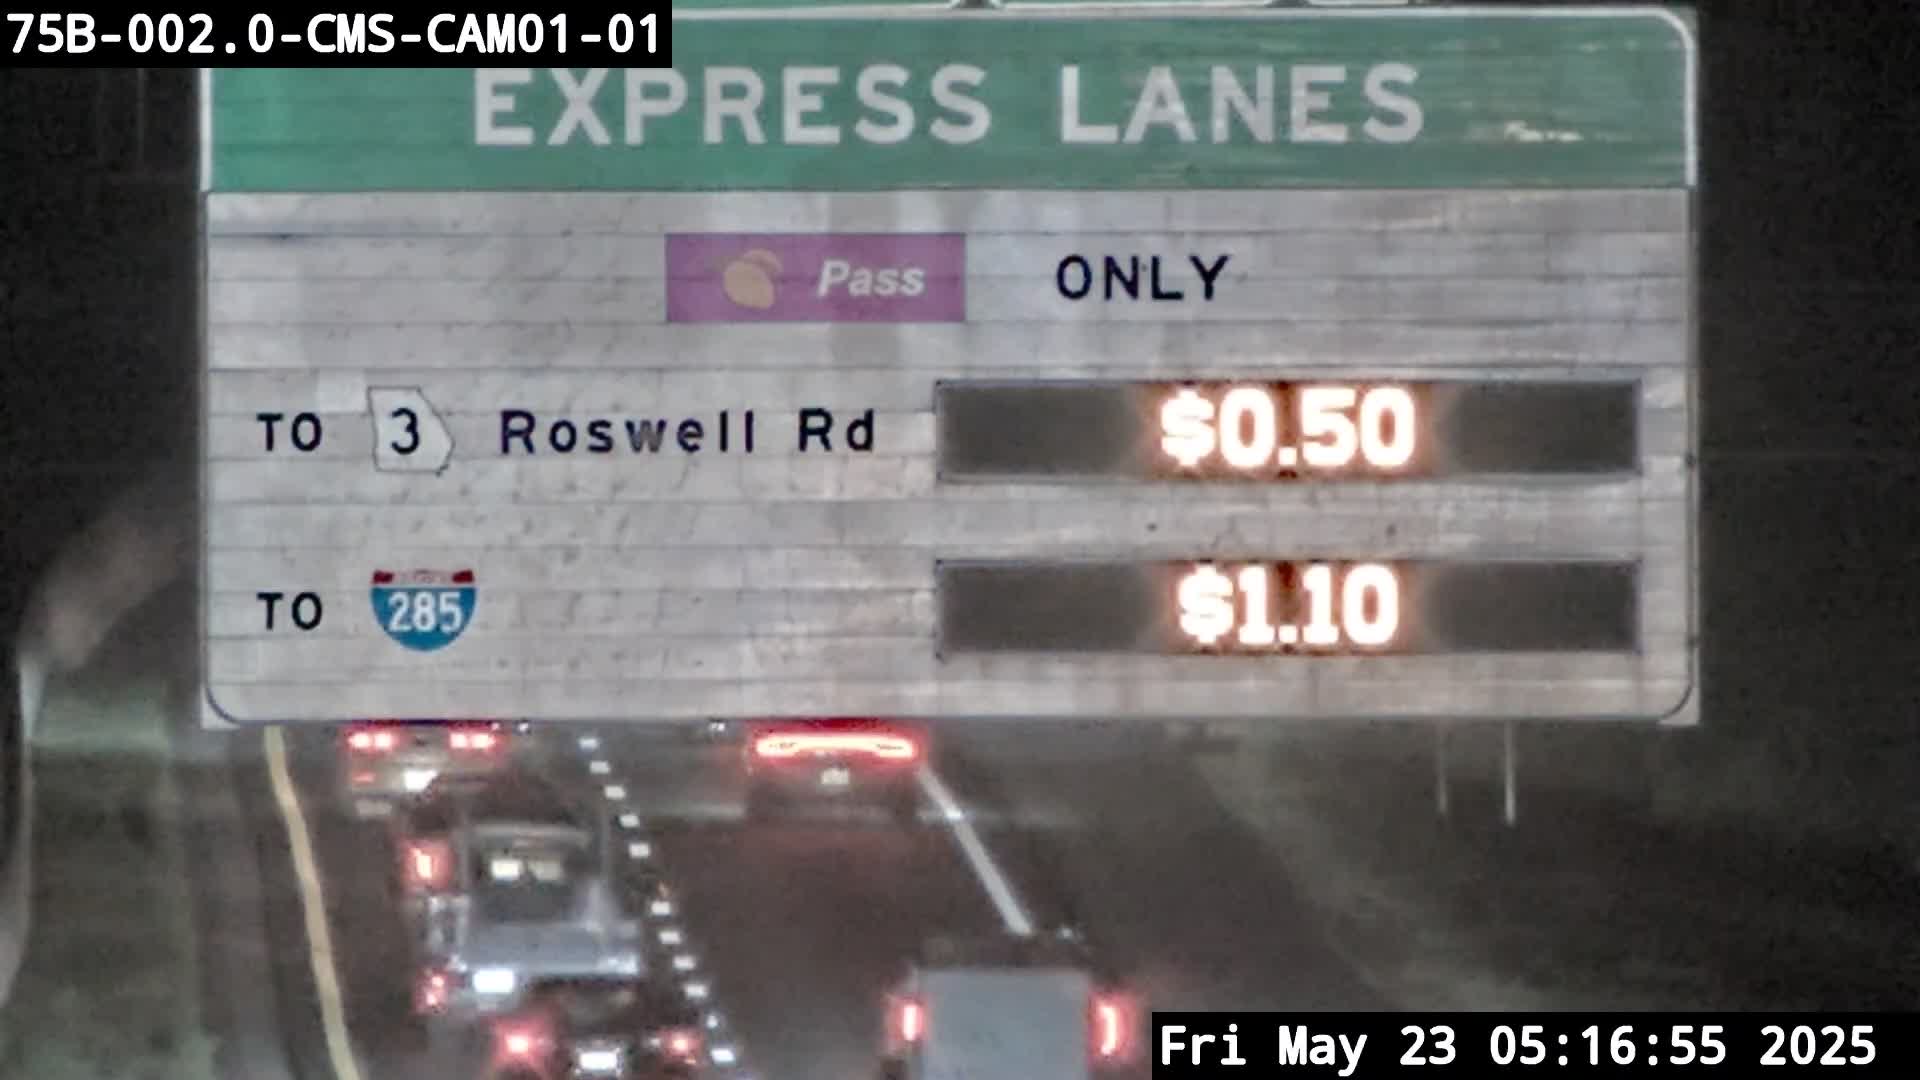 75B-002.0-CMS-CAM01-01
EXPRESS LANES
Pass ONLY
TO 3 Roswell Rd $0.50
TO 285 $1.10
Fri May 23 05:16:55 2025